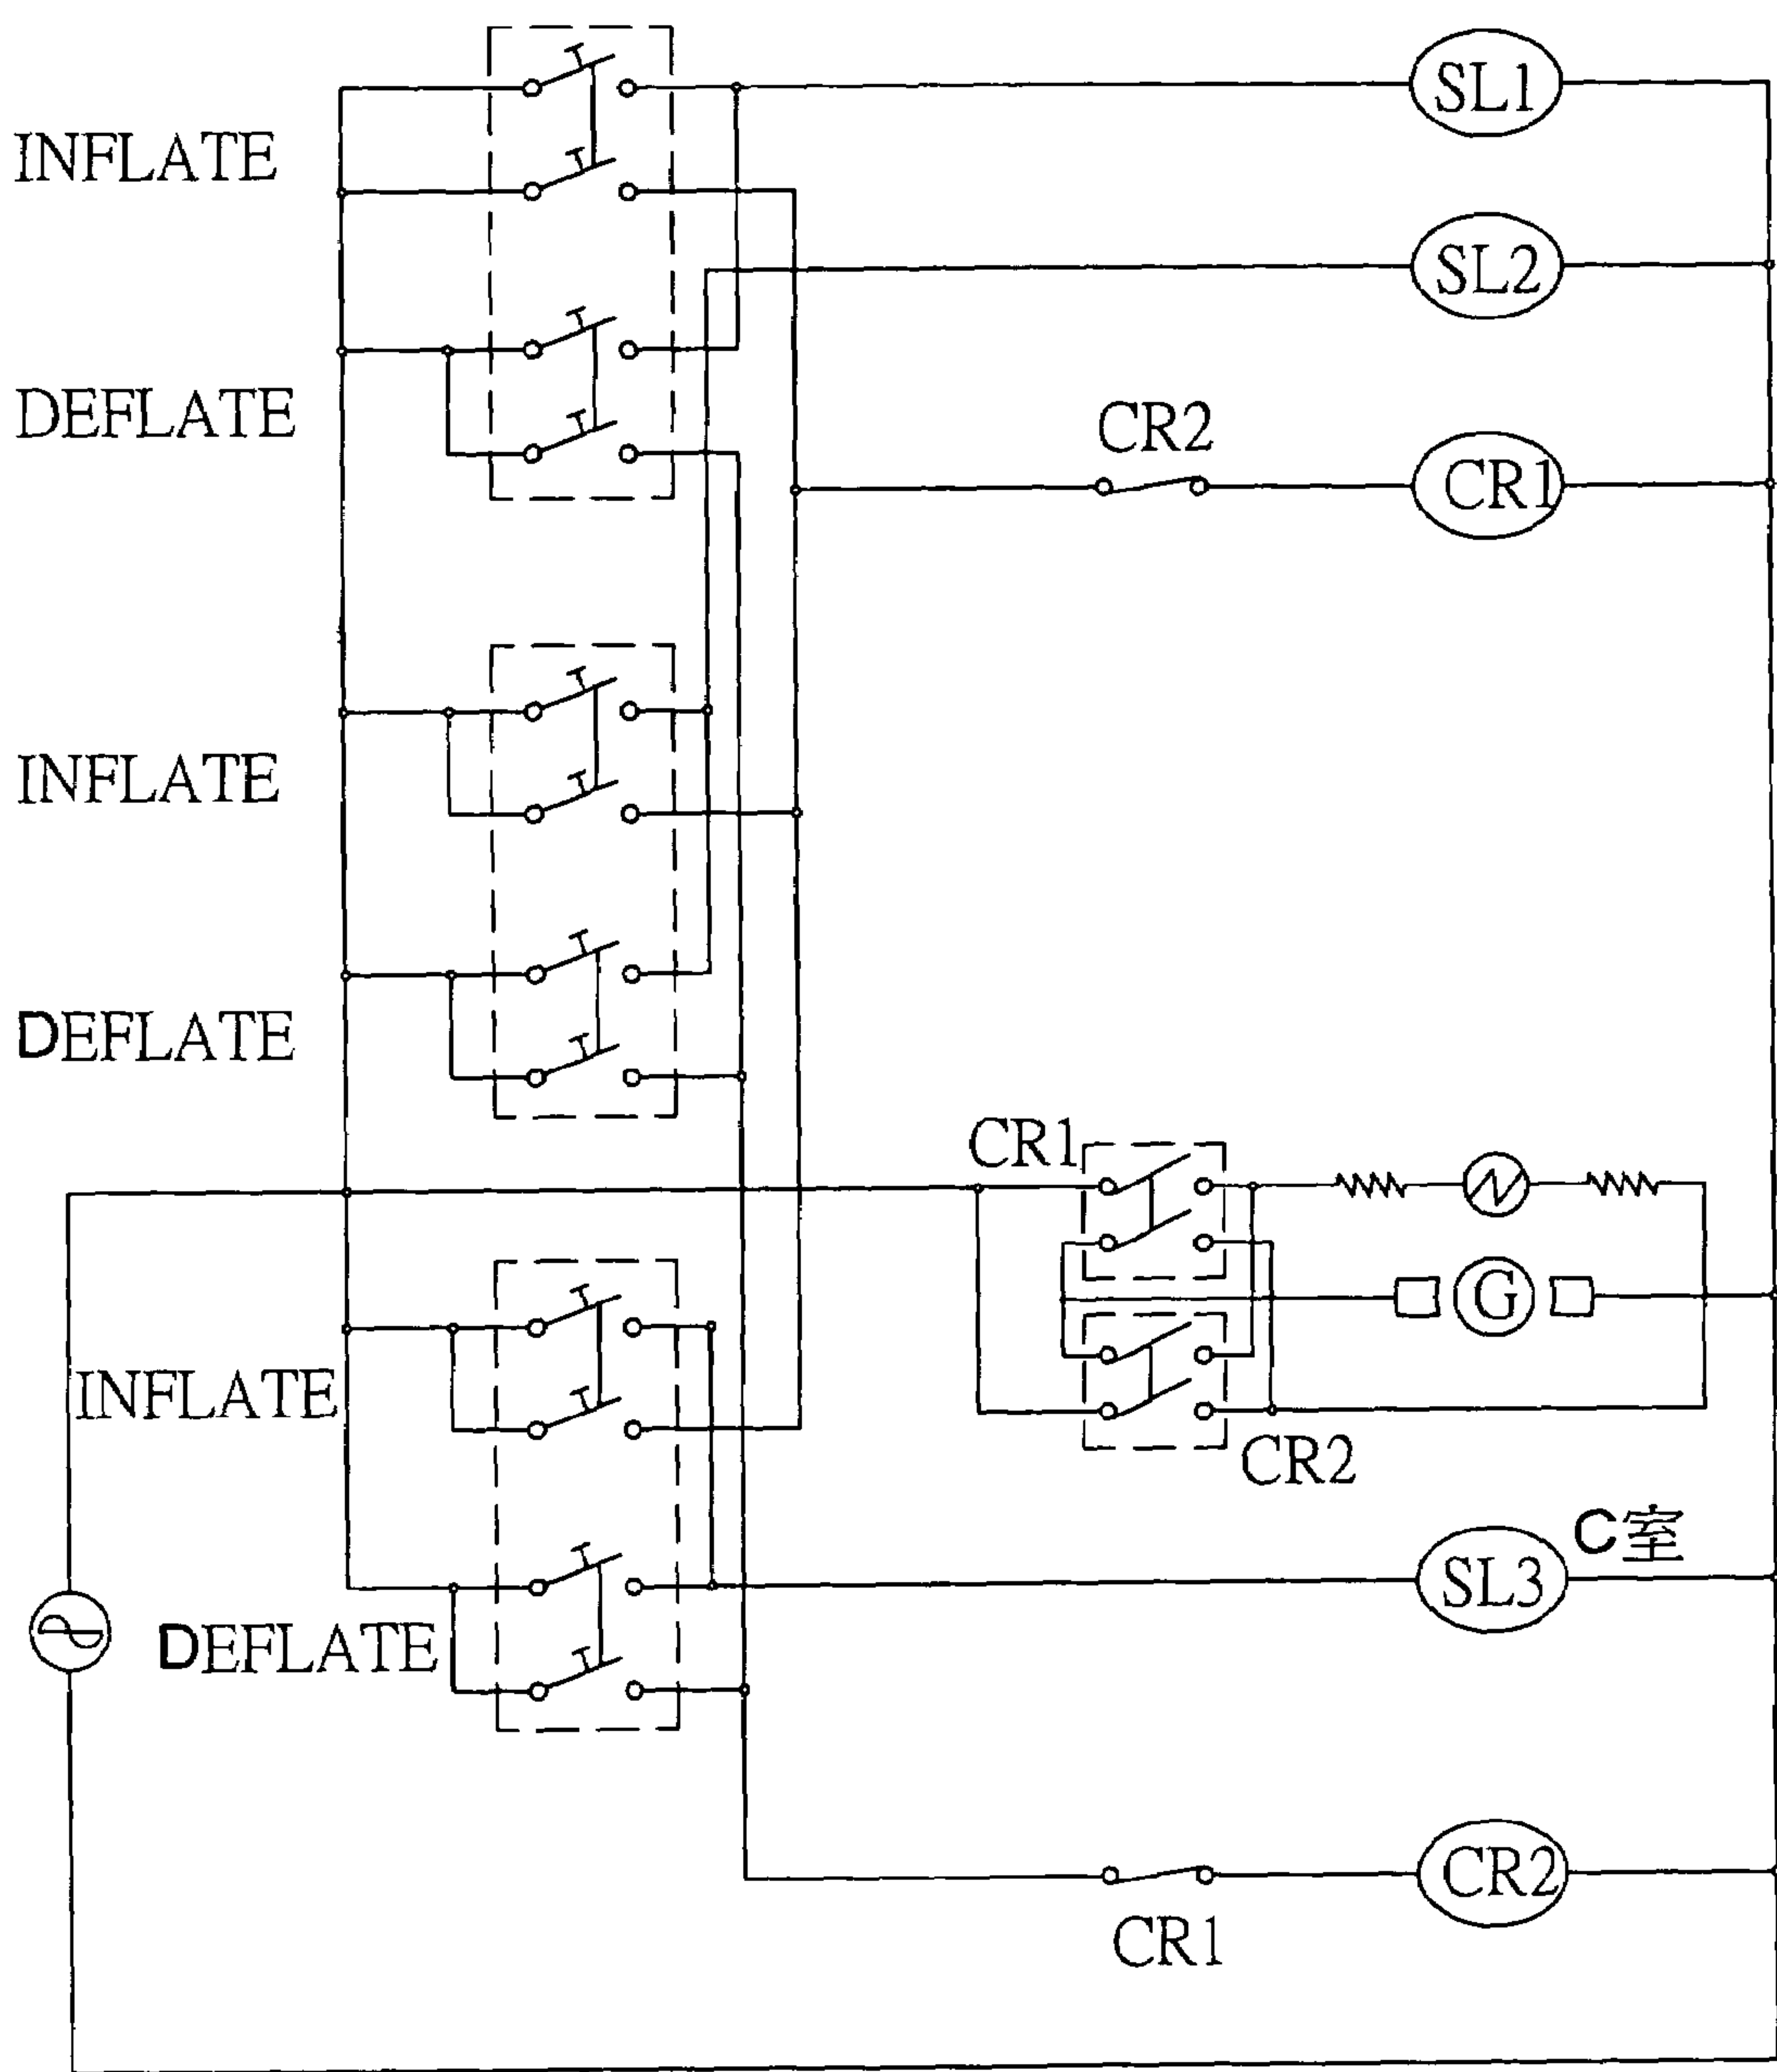 SL1
INFLATE
SL2
DEFLATE
CR2
CR1
INFLATE
DEFLATE
CR1
G
INFLATE
CR2
C室
SL3
DEFLATE
CR2
CR1